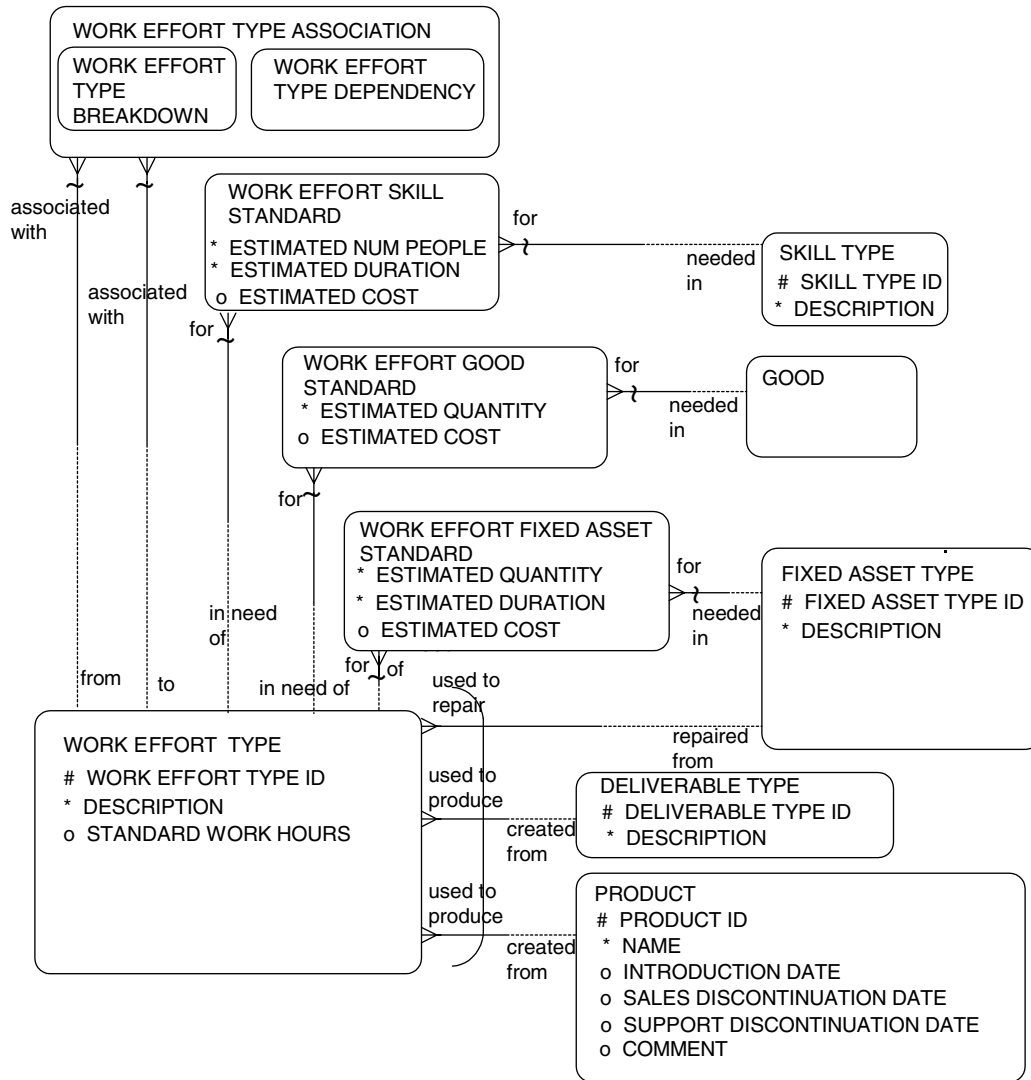 WORK EFFORT TYPE ASSOCIATION
WORK EFFORT
TYPE
BREAKDOWN
WORK EFFORT
TYPE DEPENDENCY
associated
with
associated
with
WORK EFFORT SKILL
STANDARD
* ESTIMATED NUM PEOPLE
* ESTIMATED DURATION
o ESTIMATED COST
for
needed
in
SKILL TYPE
# SKILL TYPE ID
* DESCRIPTION
for
WORK EFFORT GOOD
STANDARD
* ESTIMATED QUANTITY
o ESTIMATED COST
for
needed
in
GOOD
for
WORK EFFORT FIXED ASSET
STANDARD
* ESTIMATED QUANTITY
* ESTIMATED DURATION
o ESTIMATED COST
for
needed
in
FIXED ASSET TYPE
# FIXED ASSET TYPE ID
* DESCRIPTION
in need
of
for
of
from
to
in need of
used to
repair
repaired
from
WORK EFFORT TYPE
# WORK EFFORT TYPE ID
* DESCRIPTION
o STANDARD WORK HOURS
used to
produce
created
from
DELIVERABLE TYPE
# DELIVERABLE TYPE ID
* DESCRIPTION
used to
produce
created
from
PRODUCT
# PRODUCT ID
* NAME
o INTRODUCTION DATE
o SALES DISCONTINUATION DATE
o SUPPORT DISCONTINUATION DATE
o COMMENT